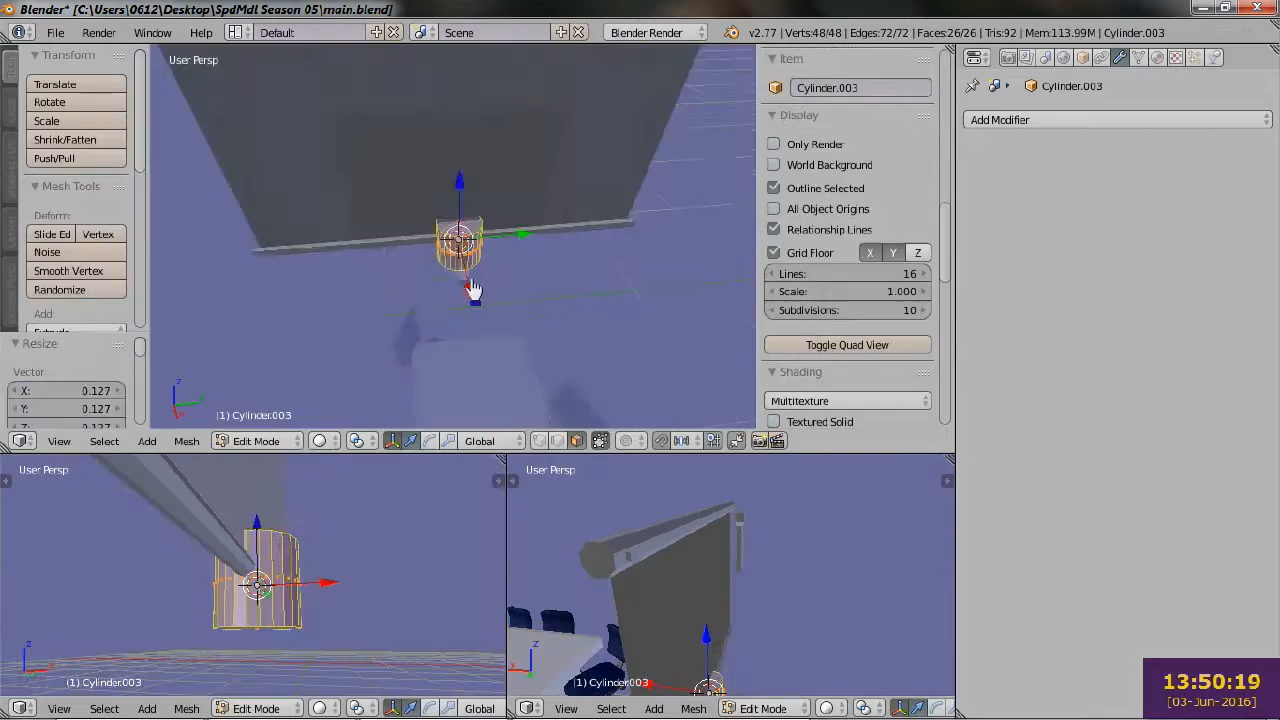 Blender* [C:\Users\0612\Desktop\SpdMdl Season 05\main.blend]
File Render Window Help Default Scene Blender Render v2.77 | Verts:48/48 | Edges:72/72 | Faces:26/26 | Tris:92 | Mem:113.99M | Cylinder.003
Transform
Translate
Rotate
Scale
Shrink/Fatten
Push/Pull
Mesh Tools
Deform:
Slide Ed Vertex
Noise
Smooth Vertex
Randomize
Add:
Resize
Vector
X: 0.127
Y: 0.127
User Persp
z
(1) Cylinder.003
View Select Add Mesh Edit Mode Global
Item
Cylinder.003
Display
Only Render
World Background
Outline Selected
All Object Origins
Relationship Lines
Grid Floor X Y Z
Lines: 16
Scale: 1.000
Subdivisions: 10
Toggle Quad View
Shading
Multitexture
Textured Solid
Cylinder.003
Add Modifier
User Persp
z
(1) Cylinder.003
View Select Add Mesh Edit Mode Global
User Persp
z
(1) Cylinder.003
View Select Add Mesh Edit Mode
13:50:19
[03-Jun-2016]